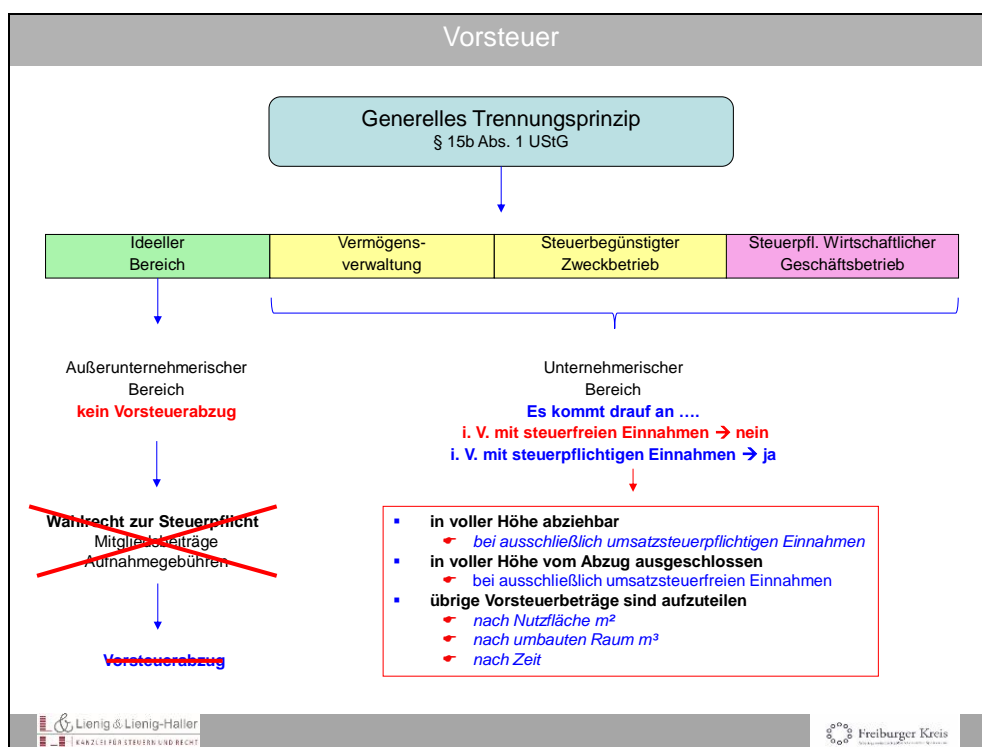 Vorsteuer
Generelles Trennungsprinzip
§ 15b Abs. 1 UStG
Ideeller
Bereich
Vermögens-
verwaltung
Steuerbegünstigter
Zweckbetrieb
Steuerpfl. Wirtschaftlicher
Geschäftsbetrieb
Außerunternehmerischer
Bereich
kein Vorsteuerabzug
Wahlrecht zur Steuerpflicht
Mitgliedsbeiträge
Aufnahmegebühren
Vorsteuerabzug
Unternehmerischer
Bereich
Es kommt drauf an ....
i. V. mit steuerfreien Einnahmen → nein
i. V. mit steuerpflichtigen Einnahmen → ja
▪ in voller Höhe abziehbar
☛ bei ausschließlich umsatzsteuerpflichtigen Einnahmen
▪ in voller Höhe vom Abzug ausgeschlossen
☛ bei ausschließlich umsatzsteuerfreien Einnahmen
▪ übrige Vorsteuerbeträge sind aufzuteilen
☛ nach Nutzfläche m²
☛ nach umbauten Raum m³
☛ nach Zeit
Lienig & Lienig-Haller
KANZLEI FÜR STEUERN UND RECHT
Freiburger Kreis